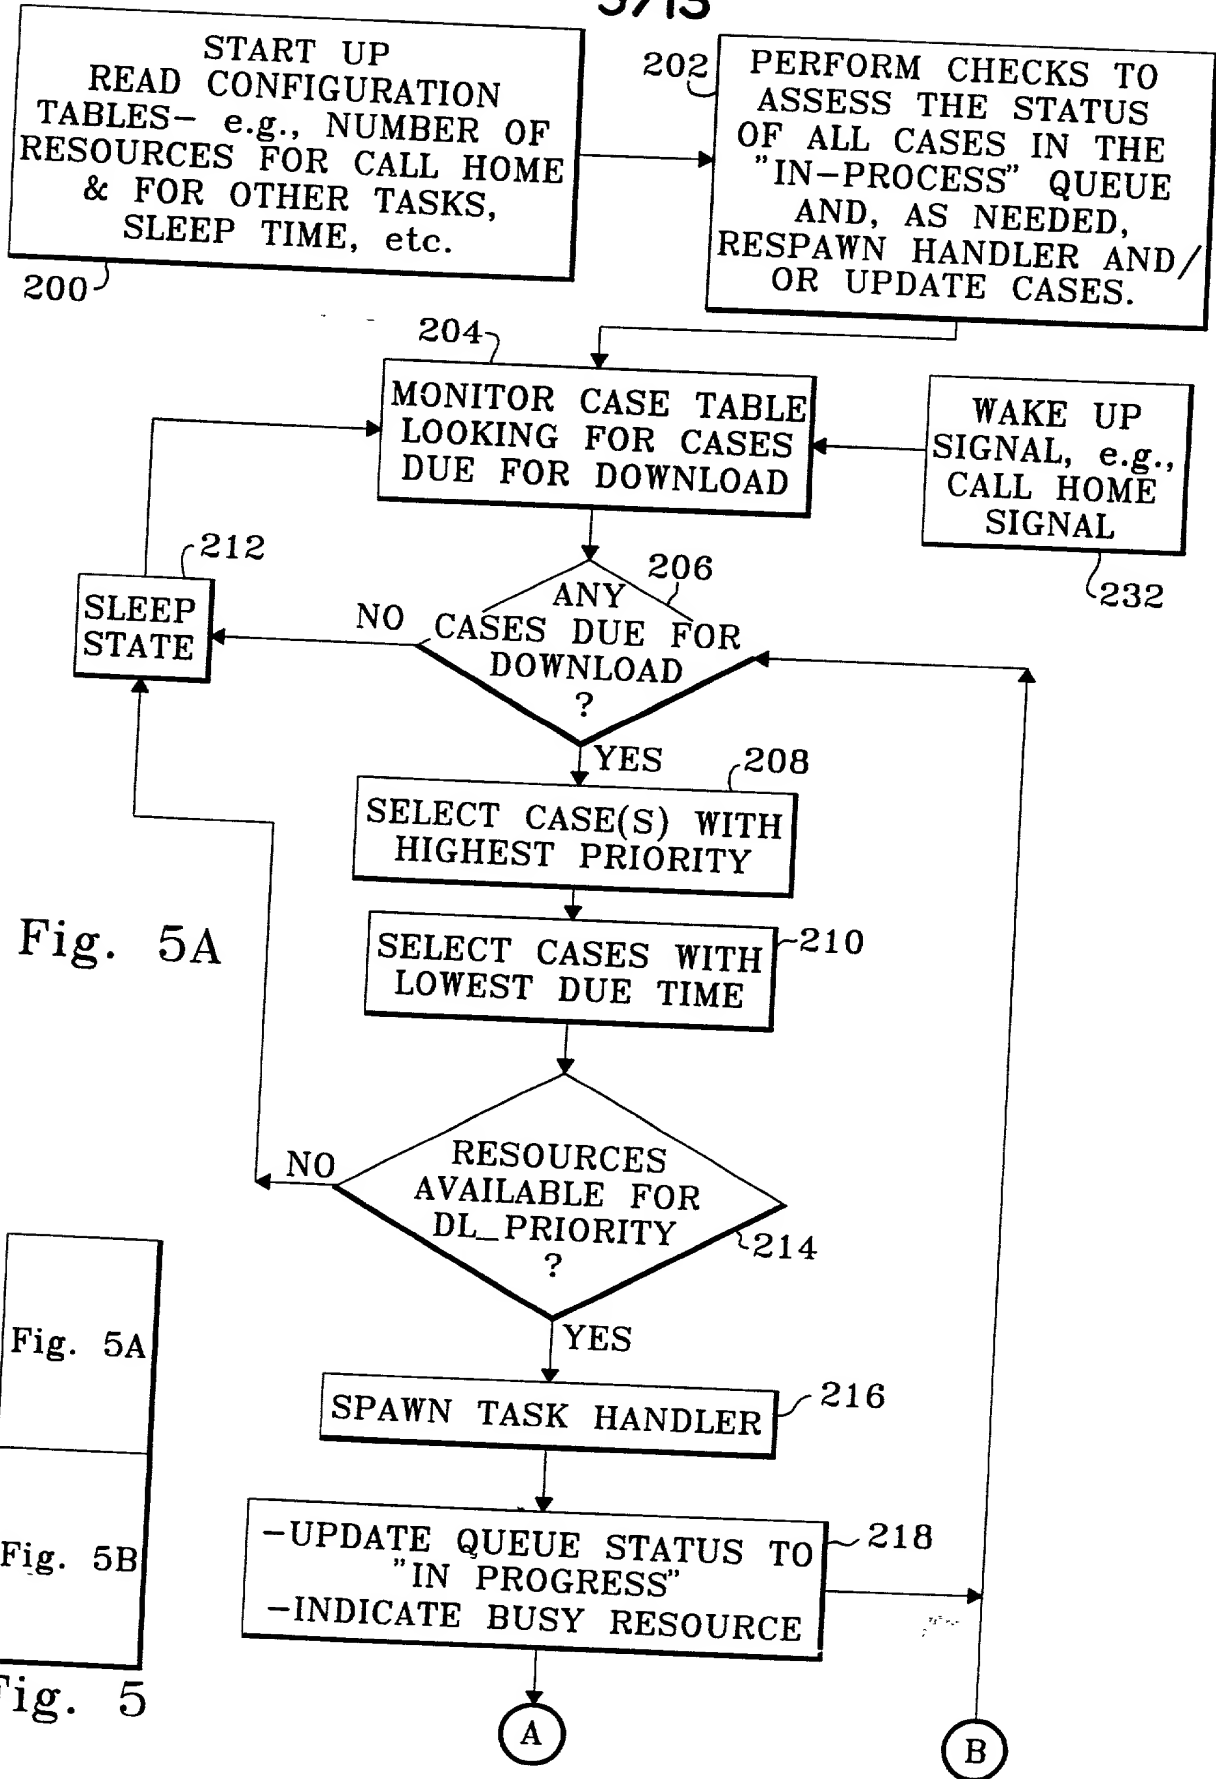 5/13
START UP
READ CONFIGURATION
TABLES- e.g., NUMBER OF
RESOURCES FOR CALL HOME
& FOR OTHER TASKS,
SLEEP TIME, etc.
200
202
PERFORM CHECKS TO
ASSESS THE STATUS
OF ALL CASES IN THE
"IN-PROCESS" QUEUE
AND, AS NEEDED,
RESPAWN HANDLER AND/
OR UPDATE CASES.
204
MONITOR CASE TABLE
LOOKING FOR CASES
DUE FOR DOWNLOAD
WAKE UP
SIGNAL, e.g.,
CALL HOME
SIGNAL
232
212
SLEEP
STATE
NO
206
ANY
CASES DUE FOR
DOWNLOAD
?
YES
208
SELECT CASE(S) WITH
HIGHEST PRIORITY
Fig. 5A
210
SELECT CASES WITH
LOWEST DUE TIME
NO
RESOURCES
AVAILABLE FOR
DL_PRIORITY
?
214
YES
Fig. 5A
216
SPAWN TASK HANDLER
Fig. 5B
218
-UPDATE QUEUE STATUS TO
"IN PROGRESS"
-INDICATE BUSY RESOURCE
Fig. 5
A
B